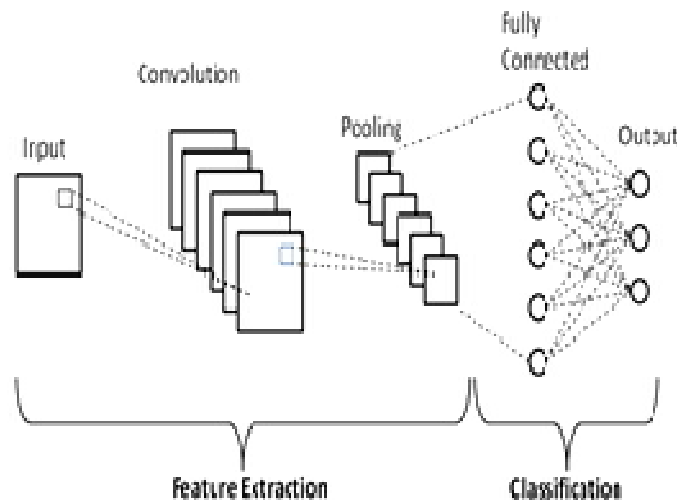 Fully
Connected
Convolution
Pooling
Output
Input
Feature Extraction
Classification